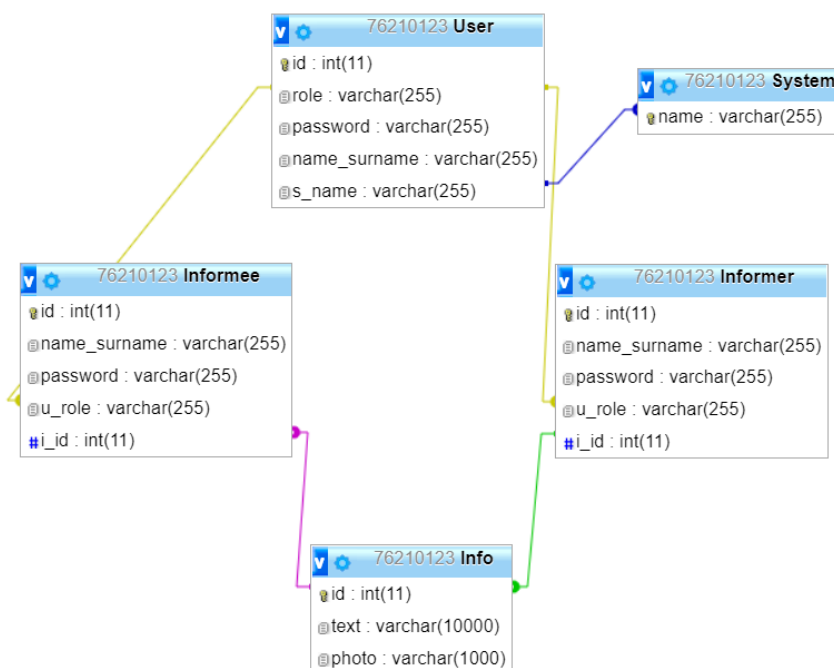 v 76210123 User
id : int(11)
role : varchar(255)
password : varchar(255)
name_surname : varchar(255)
s_name : varchar(255)
v 76210123 System
name : varchar(255)
v 76210123 Informee
id : int(11)
name_surname : varchar(255)
password : varchar(255)
u_role : varchar(255)
# i_id : int(11)
v 76210123 Informer
id : int(11)
name_surname : varchar(255)
password : varchar(255)
u_role : varchar(255)
# i_id : int(11)
v 76210123 Info
id : int(11)
text : varchar(10000)
photo : varchar(1000)